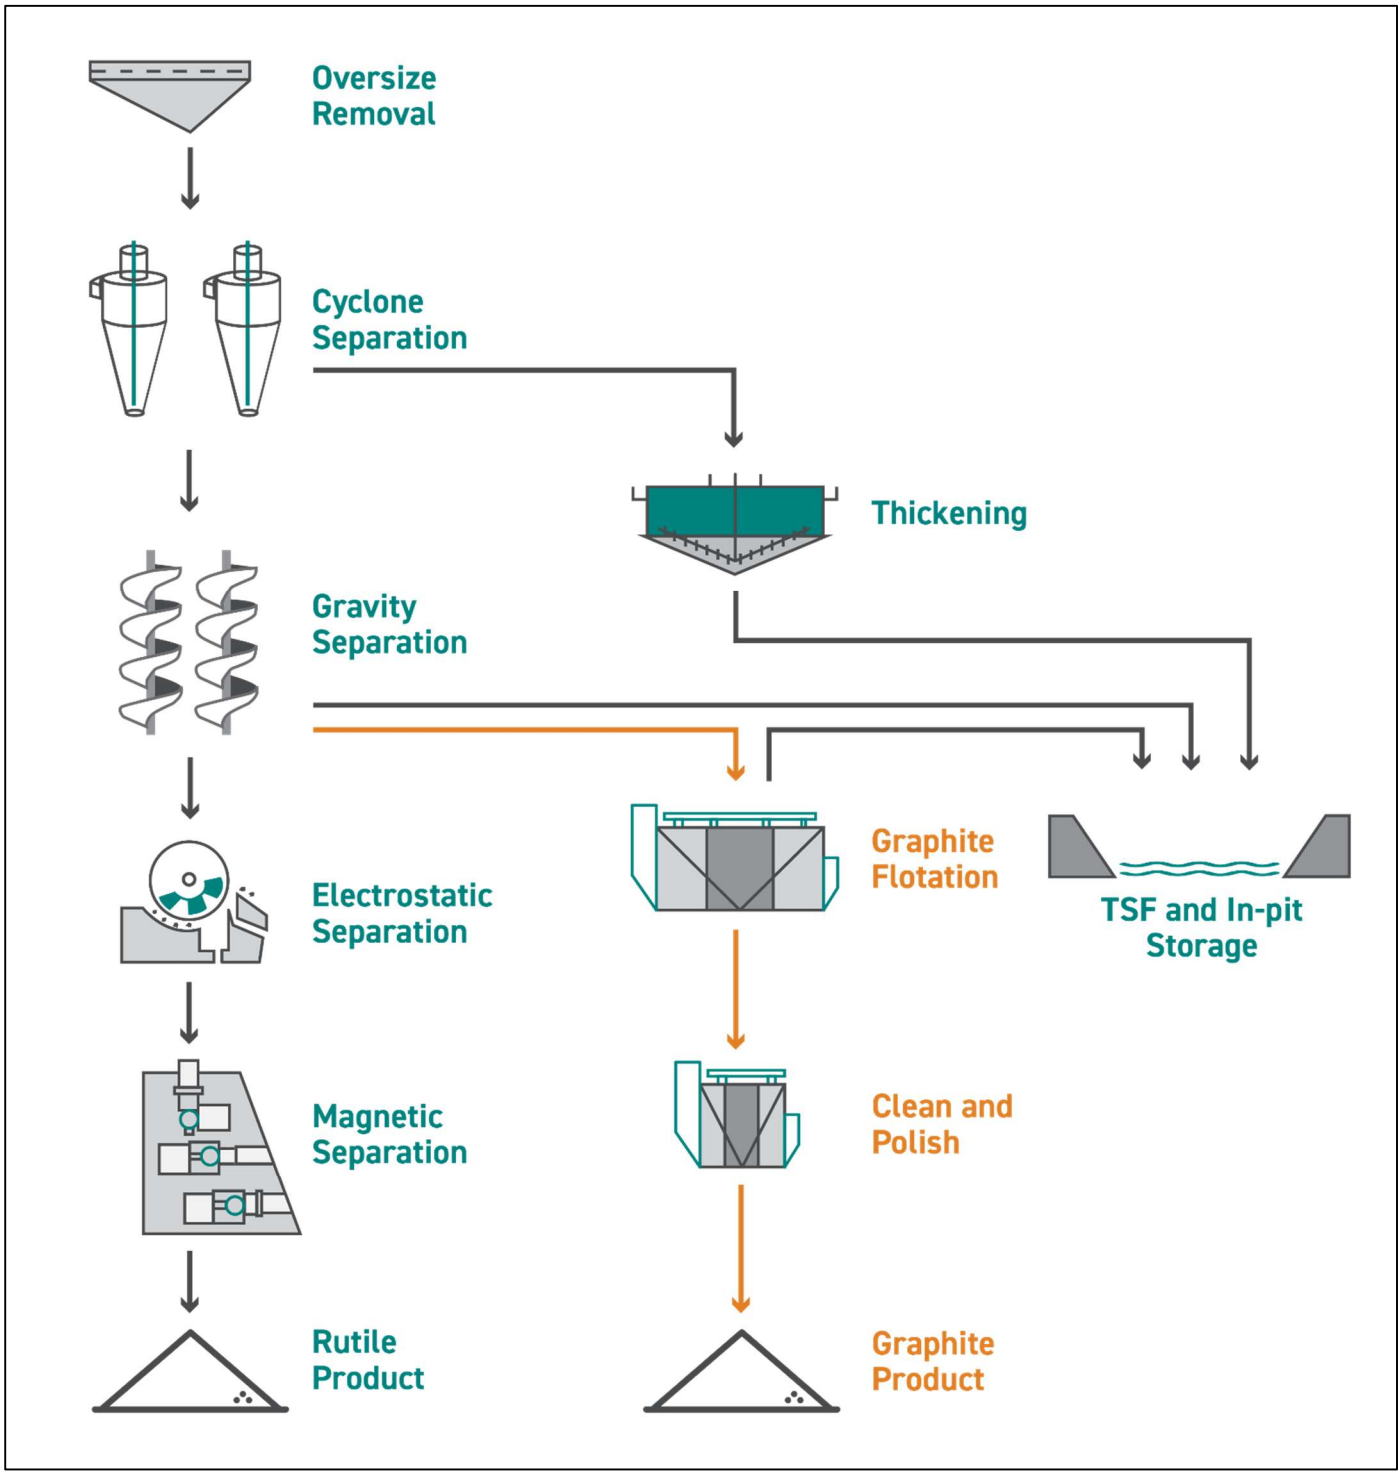 Oversize
Removal
Cyclone
Separation
Thickening
Gravity
Separation
Graphite
Flotation
TSF and In-pit
Storage
Electrostatic
Separation
Clean and
Polish
Magnetic
Separation
Rutile
Product
Graphite
Product